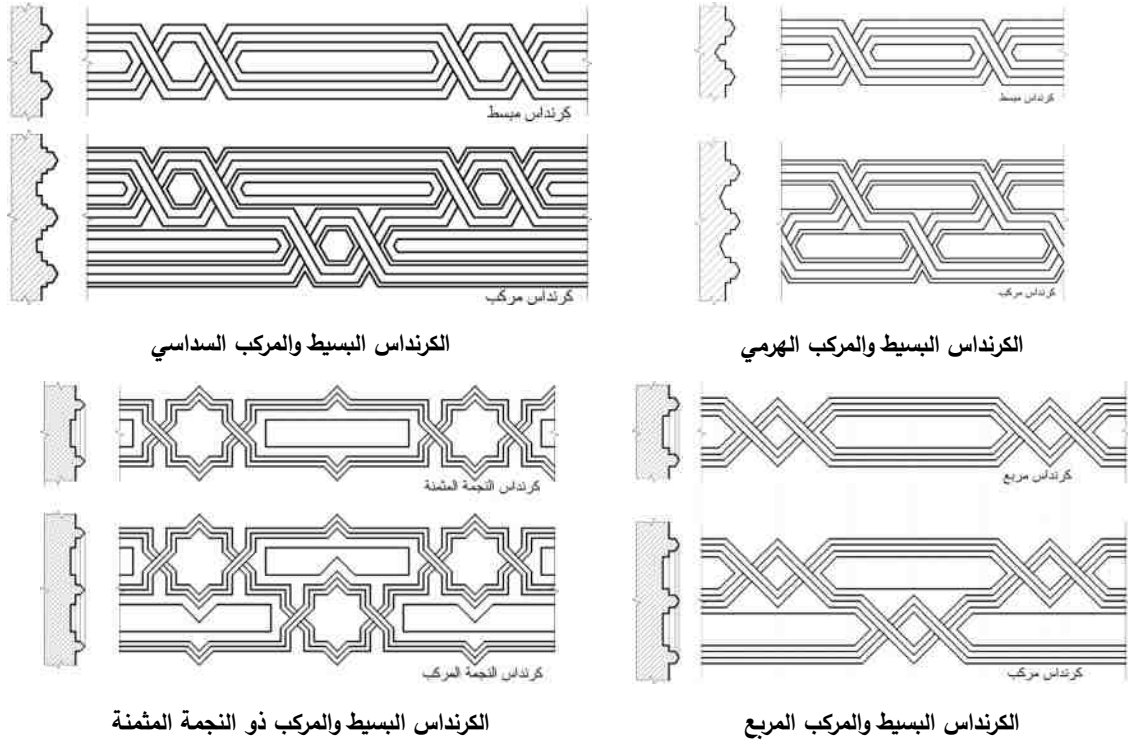 كرنداس مبسط
كرنداس مبسط
كرنداس مركب
كرنداس مركب
الكرنداس البسيط والمركب الهرمي
الكرنداس البسيط والمركب السداسي
كرنداس مربع
كرنداس النجمة المثمنة
كرنداس مركب
كرنداس النجمة المركب
الكرنداس البسيط والمركب المربع
الكرنداس البسيط والمركب ذو النجمة المثمنة